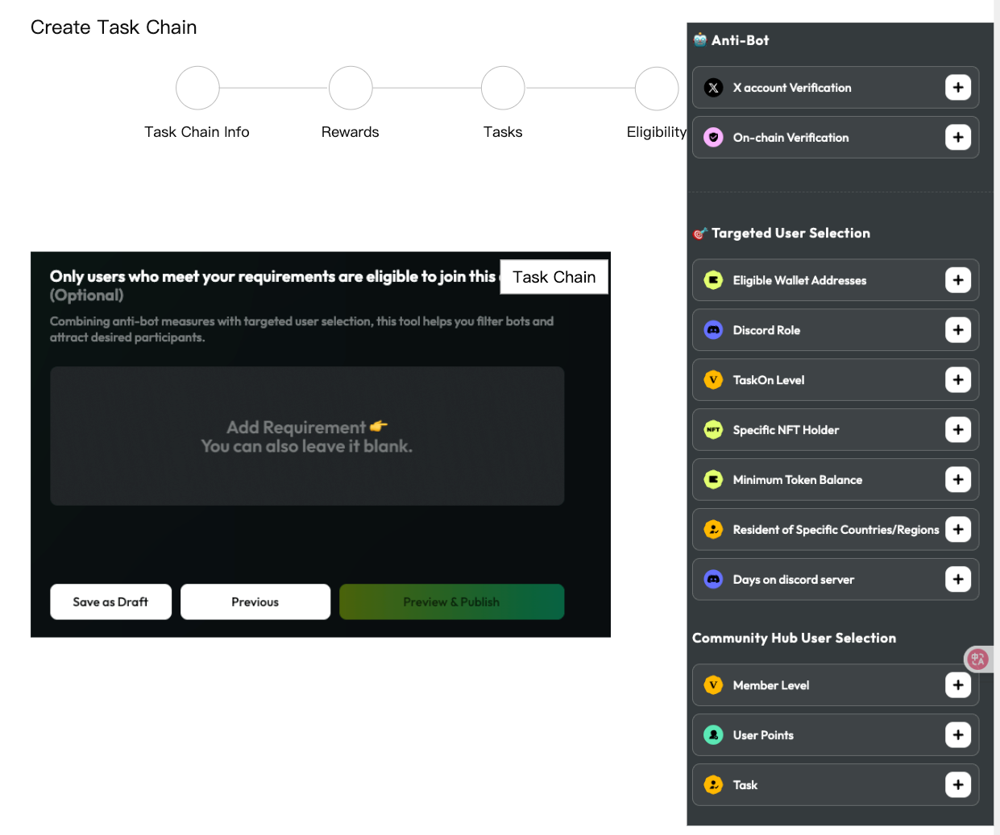 Create Task Chain
Task Chain Info
Rewards
Tasks
Eligibility
Only users who meet your requirements are eligible to join this
Task Chain
(Optional)
Combining anti-bot measures with targeted user selection, this tool helps you filter bots and
attract desired participants.
Add Requirement
You can also leave it blank.
Save as Draft
Previous
Preview & Publish
Anti-Bot
X account Verification
On-chain Verification
Targeted User Selection
Eligible Wallet Addresses
Discord Role
V
TaskOn Level
NFT
Specific NFT Holder
Minimum Token Balance
Resident of Specific Countries/Regions
Days on discord server
Community Hub User Selection
中
A
V
Member Level
User Points
Task